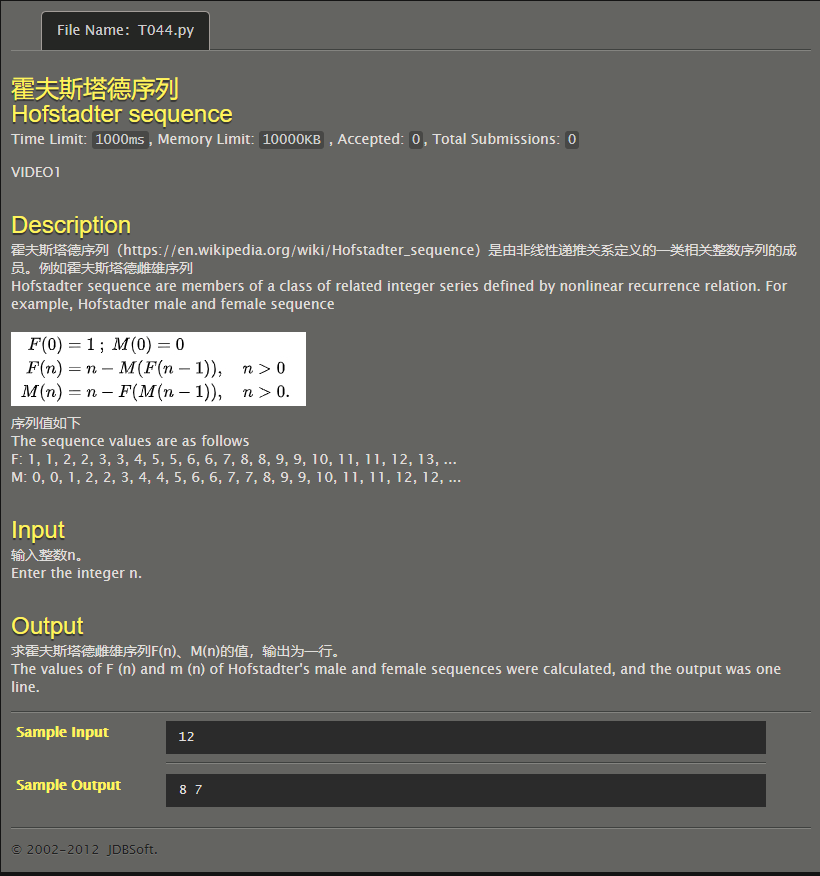 File Name: T044.py
霍夫斯塔德序列
Hofstadter sequence
Time Limit: 1000ms, Memory Limit: 10000KB , Accepted: 0, Total Submissions: 0
VIDEO1
Description
霍夫斯塔德序列（https://en.wikipedia.org/wiki/Hofstadter_sequence）是由非线性递推关系定义的一类相关整数序列的成
员。例如霍夫斯塔德雌雄序列
Hofstadter sequence are members of a class of related integer series defined by nonlinear recurrence relation. For
example, Hofstadter male and female sequence
F(0) = 1 ; M(0) = 0
F(n) = n − M(F(n − 1)), n > 0
M(n) = n − F(M(n − 1)), n > 0.
序列值如下
The sequence values are as follows
F: 1, 1, 2, 2, 3, 3, 4, 5, 5, 6, 6, 7, 8, 8, 9, 9, 10, 11, 11, 12, 13, ...
M: 0, 0, 1, 2, 2, 3, 4, 4, 5, 6, 6, 7, 7, 8, 9, 9, 10, 11, 11, 12, 12, ...
Input
输入整数n。
Enter the integer n.
Output
求霍夫斯塔德雌雄序列F(n)、M(n)的值，输出为一行。
The values of F (n) and m (n) of Hofstadter's male and female sequences were calculated, and the output was one
line.
Sample Input
12
Sample Output
8 7
© 2002-2012 JDBSoft.